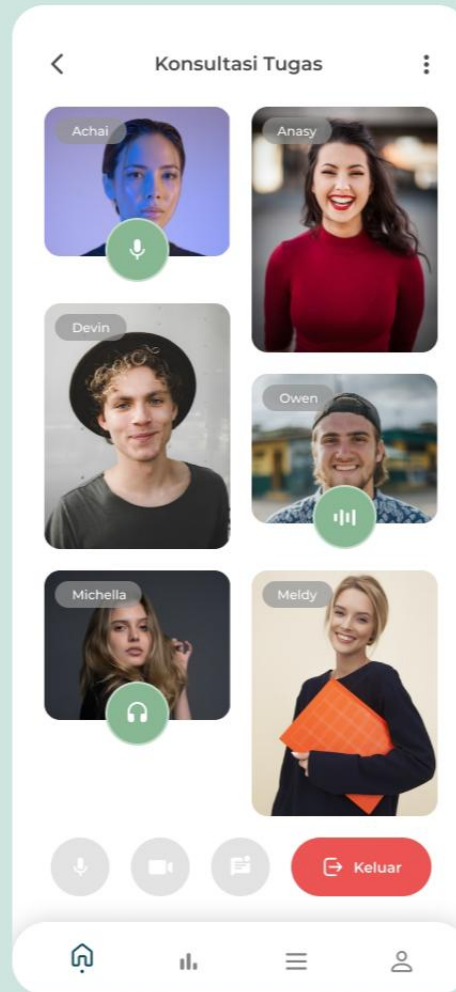 Konsultasi Tugas
Achai
Anasy
Devin
Owen
Michella
Meldy
Keluar